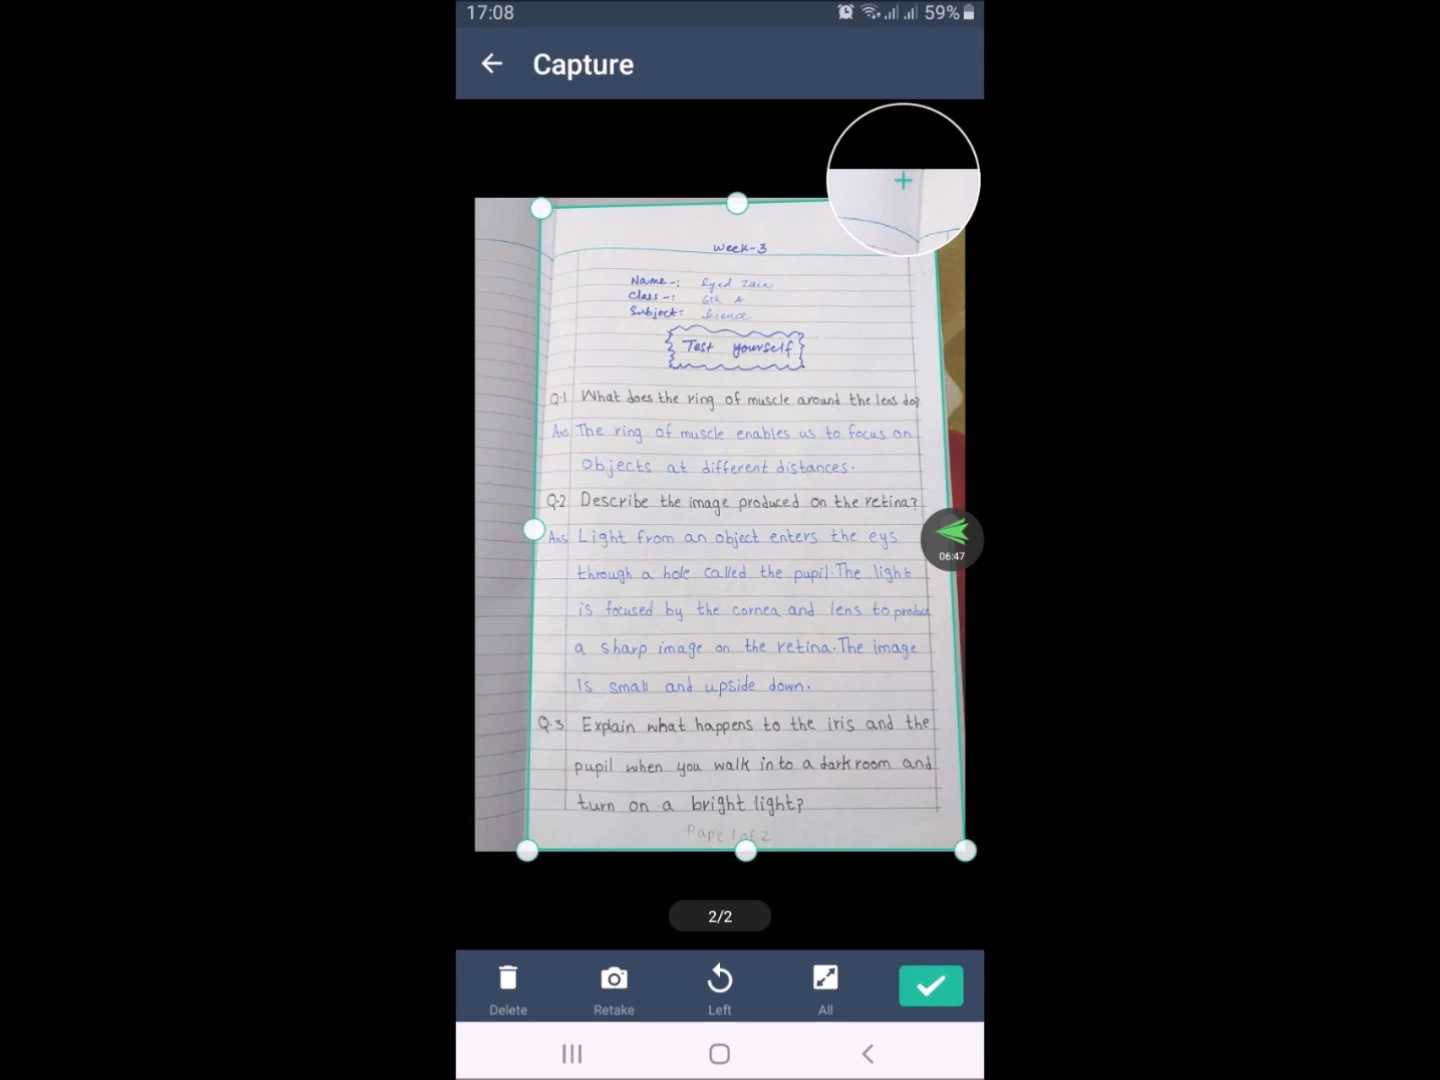 17:08
59%
Capture
Week-3
Name-: Syed Zain
Class-: 6th A
Subject: Science
Test yourself
Q.1 What does the ring of muscle around the lens do?
Ans The ring of muscle enables us to focus on
objects at different distances.
Q.2 Describe the image produced on the retina?
Ans Light from an object enters the eys
through a hole called the pupil. The light
is focused by the cornea and lens to produce
a sharp image on the retina. The image
is small and upside down.
06:47
Q.3 Explain what happens to the iris and the
pupil when you walk in to a dark room and
turn on a bright light?
Pape 1 of 2
2/2
Delete
Retake
Left
All